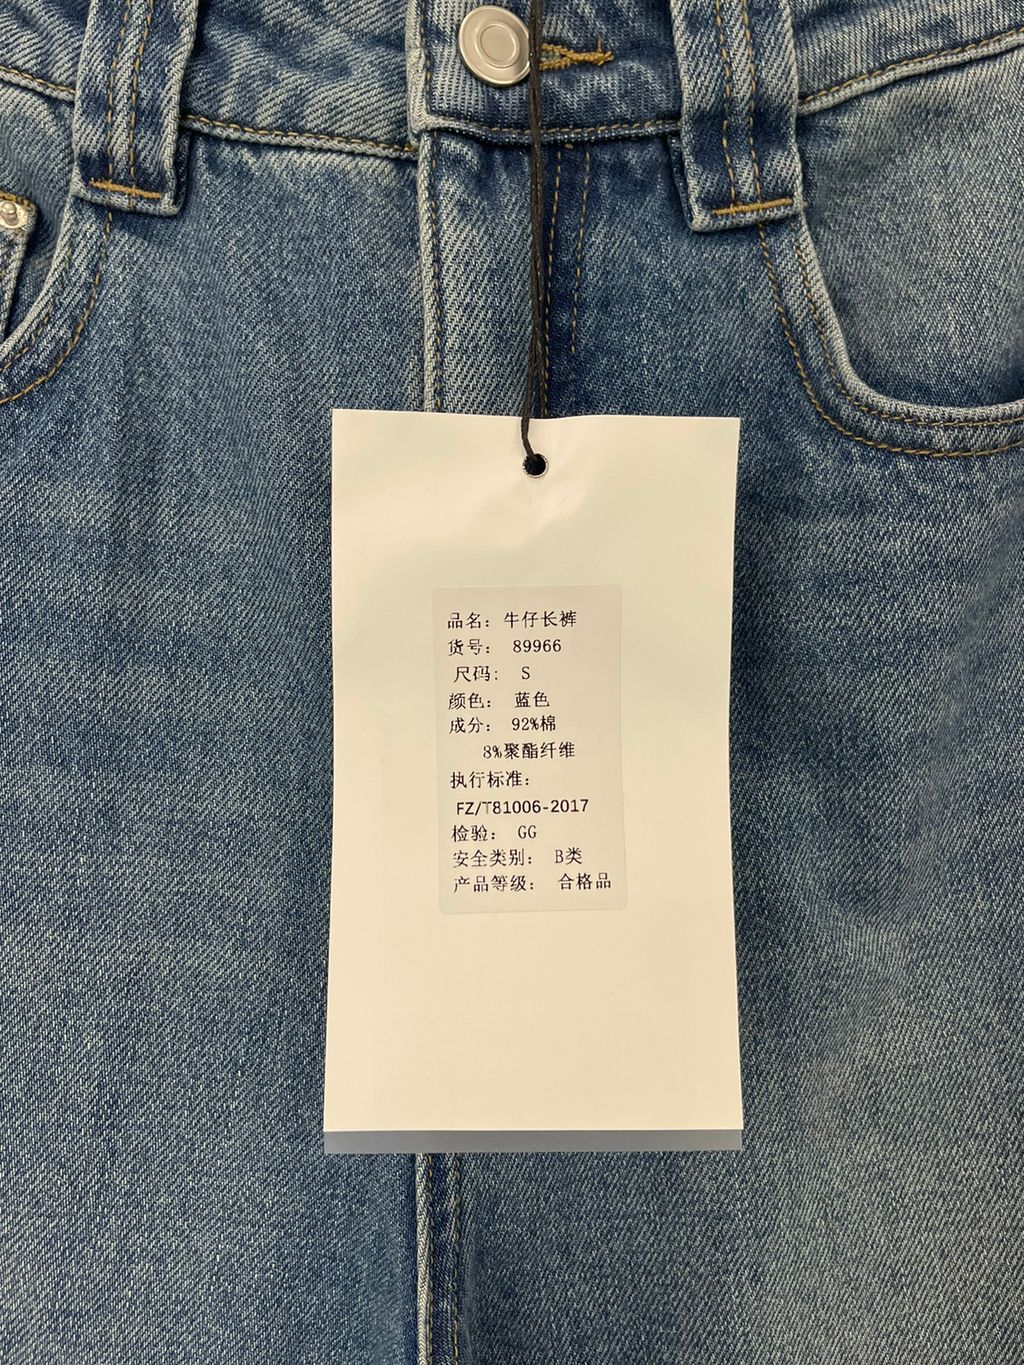 品名: 牛仔长裤
货号: 89966
尺码: S
颜色: 蓝色
成分: 92%棉
8%聚酯纤维
执行标准:
FZ/T81006-2017
检验: GG
安全类别: B类
产品等级: 合格品